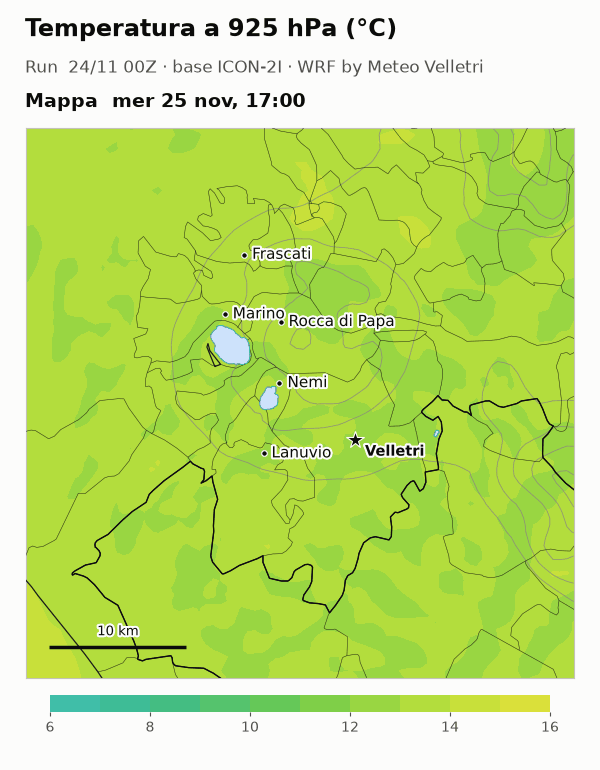 Temperatura a 925 hPa (°C)
Run  24/11 00Z · base ICON-2I · WRF by Meteo Velletri
Mappa  mer 25 nov, 17:00
Frascati
Marino
Rocca di Papa
Nemi
Velletri
Lanuvio
10 km
6 8 10 12 14 16